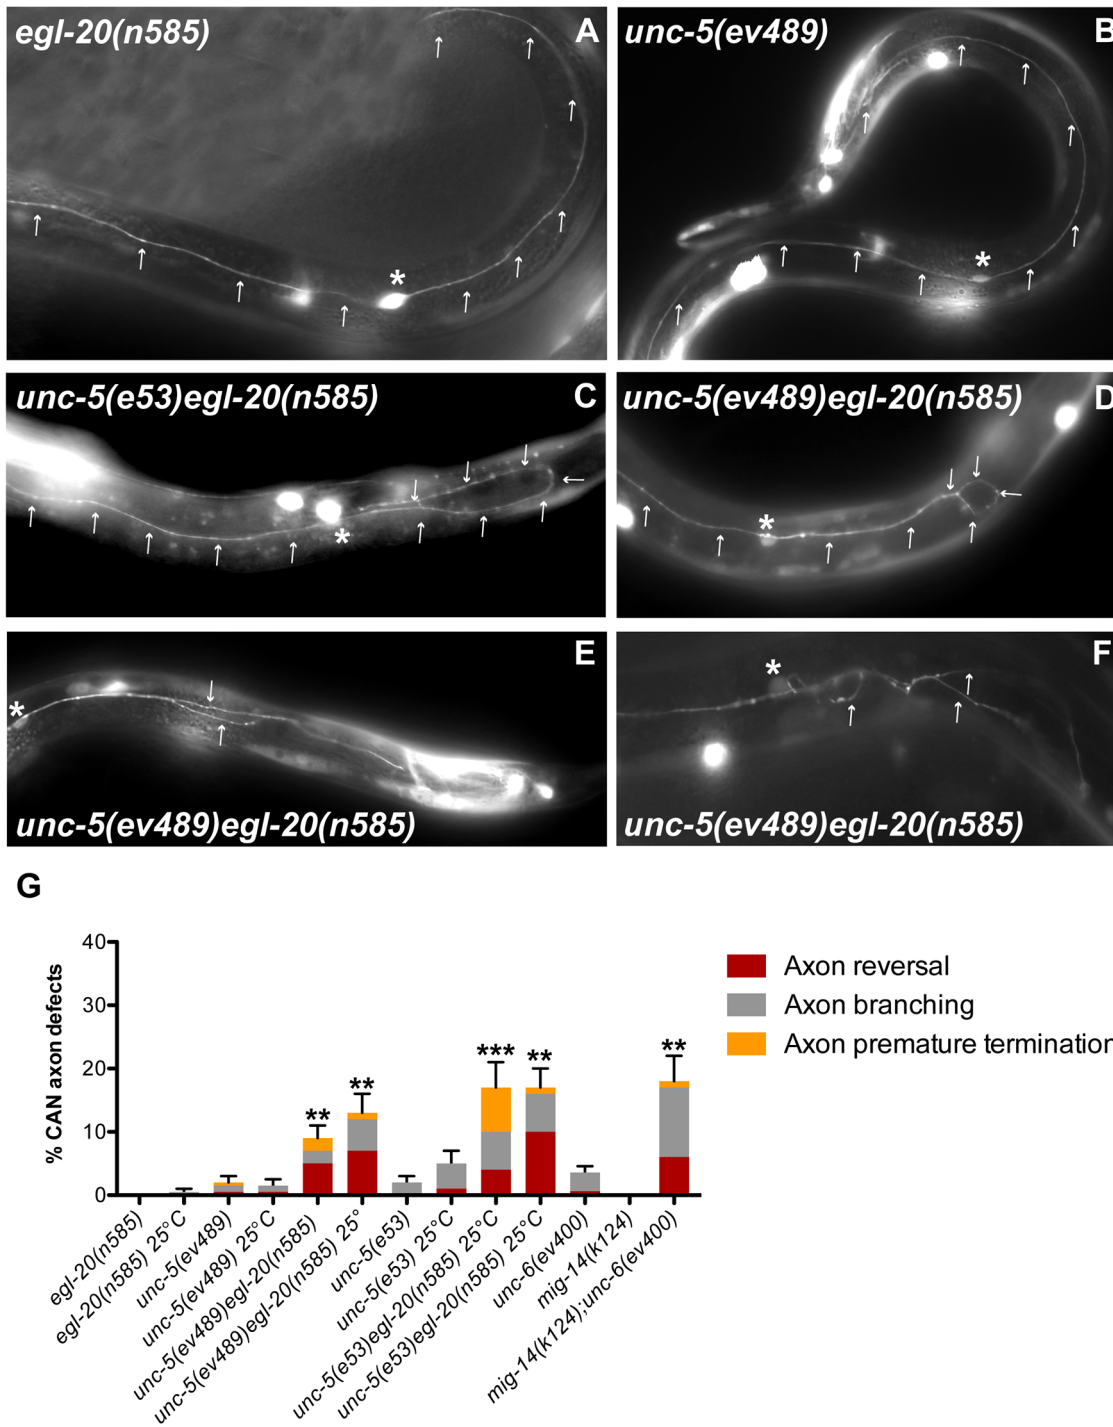 egl-20(n585)
A
unc-5(ev489)
B
*
*
unc-5(e53)egl-20(n585)
C
unc-5(ev489)egl-20(n585)
D
*
*
E
*
unc-5(ev489)egl-20(n585)
F
*
unc-5(ev489)egl-20(n585)
G
% CAN axon defects
40
30
20
10
0
**
**
***
**
**
Axon reversal
Axon branching
Axon premature termination
egl-20(n585)
egl-20(n585) 25°C
unc-5(ev489)
unc-5(ev489) 25°C
unc-5(ev489)egl-20(n585)
unc-5(ev489)egl-20(n585) 25°
unc-5(e53)
unc-5(e53) 25°C
unc-5(e53)egl-20(n585) 25°C
unc-5(e53)egl-20(n585) 25°C
unc-6(ev400)
mig-14(k124)
mig-14(k124);unc-6(ev400)